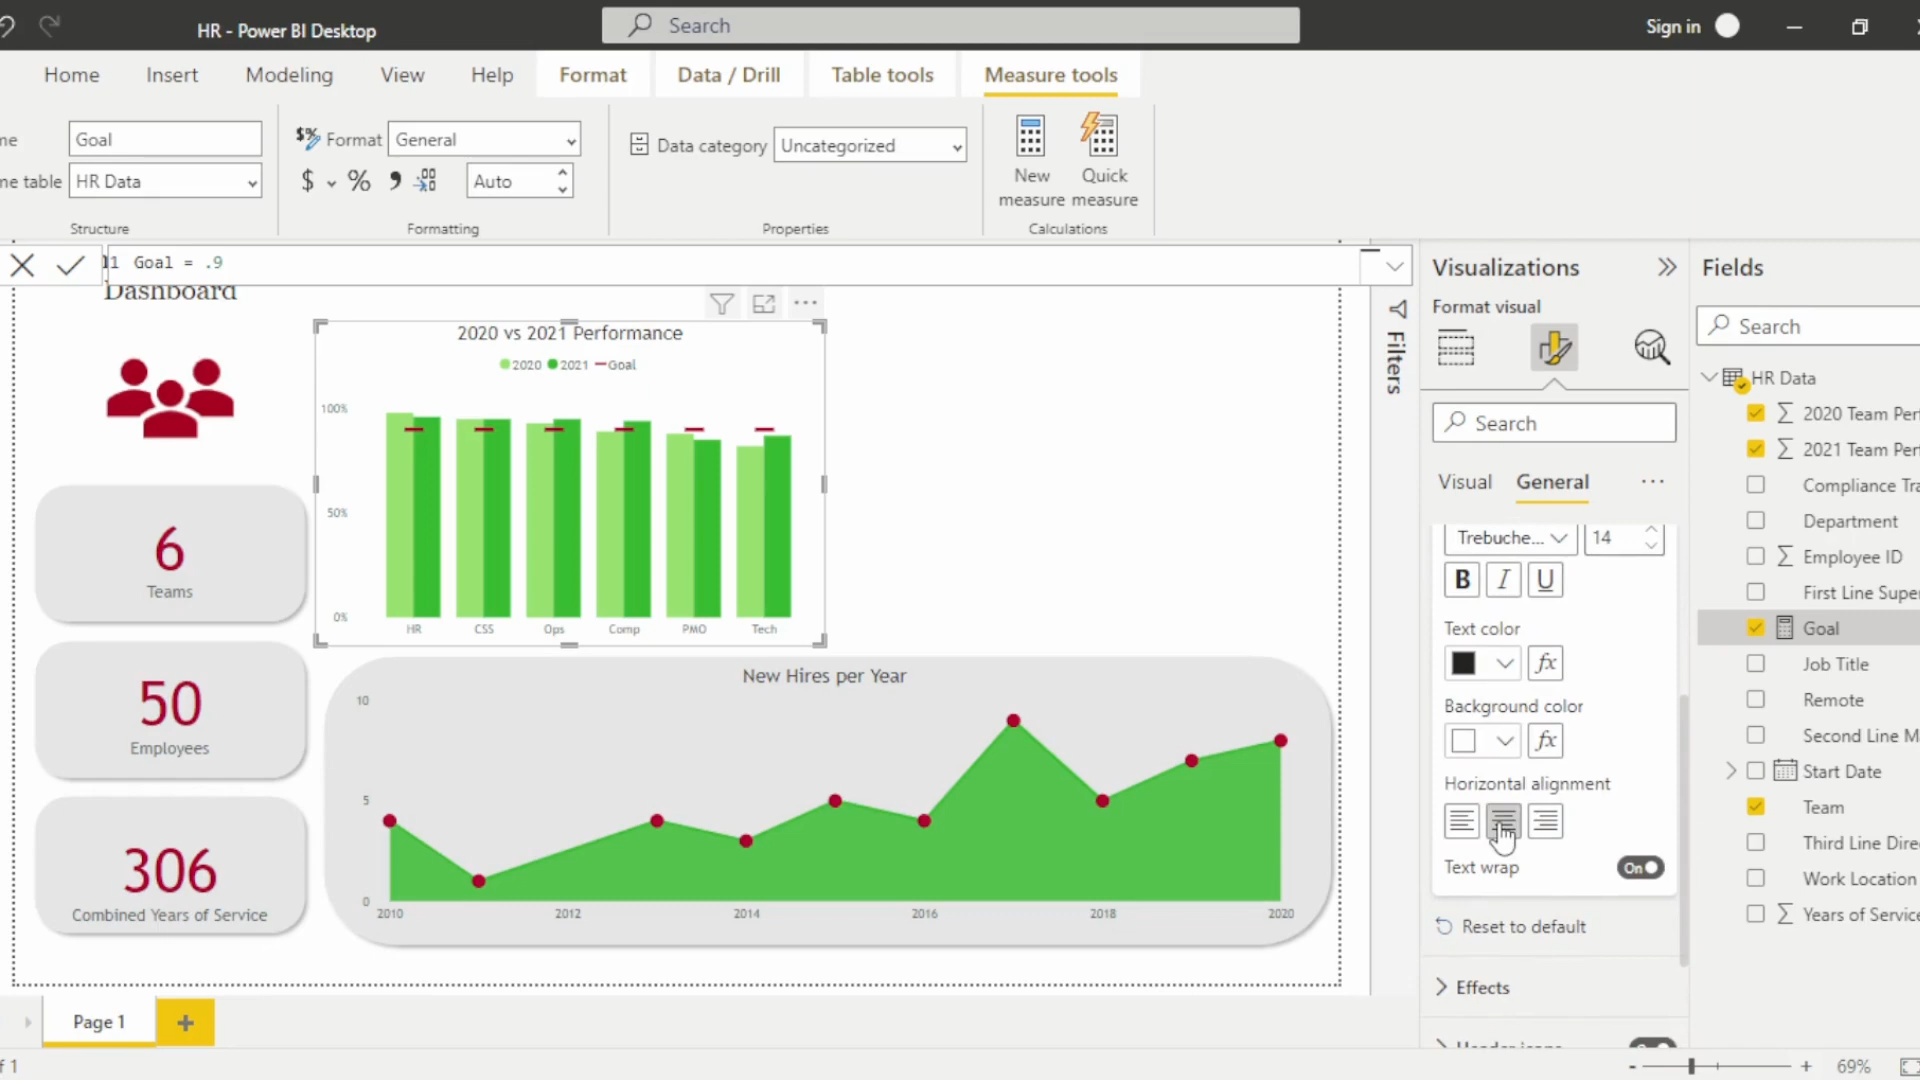 HR - Power BI Desktop
Search
Sign in
Home
Insert
Modeling
View
Help
Format
Data / Drill
Table tools
Measure tools
Goal
HR Data
Structure
Format
General
$
%
Auto
Formatting
Data category
Uncategorized
Properties
New measure
Quick measure
Calculations
1 Goal = .9
Dashboard
6
Teams
50
Employees
306
Combined Years of Service
2020 vs 2021 Performance
2020 2021 Goal
100%
50%
0%
HR CSS Ops Comp PMO Tech
New Hires per Year
10
5
0
2010 2012 2014 2016 2018 2020
Filters
Visualizations
Format visual
Search
Visual General
Trebuche...
14
B I U
Text color
fx
Background color
fx
Horizontal alignment
Text wrap
On
Reset to default
Effects
Fields
Search
HR Data
2020 Team Per
2021 Team Per
Compliance Tra
Department
Employee ID
First Line Supe
Goal
Job Title
Remote
Second Line M
Start Date
Team
Third Line Dire
Work Location
Years of Service
Page 1
f 1
69%